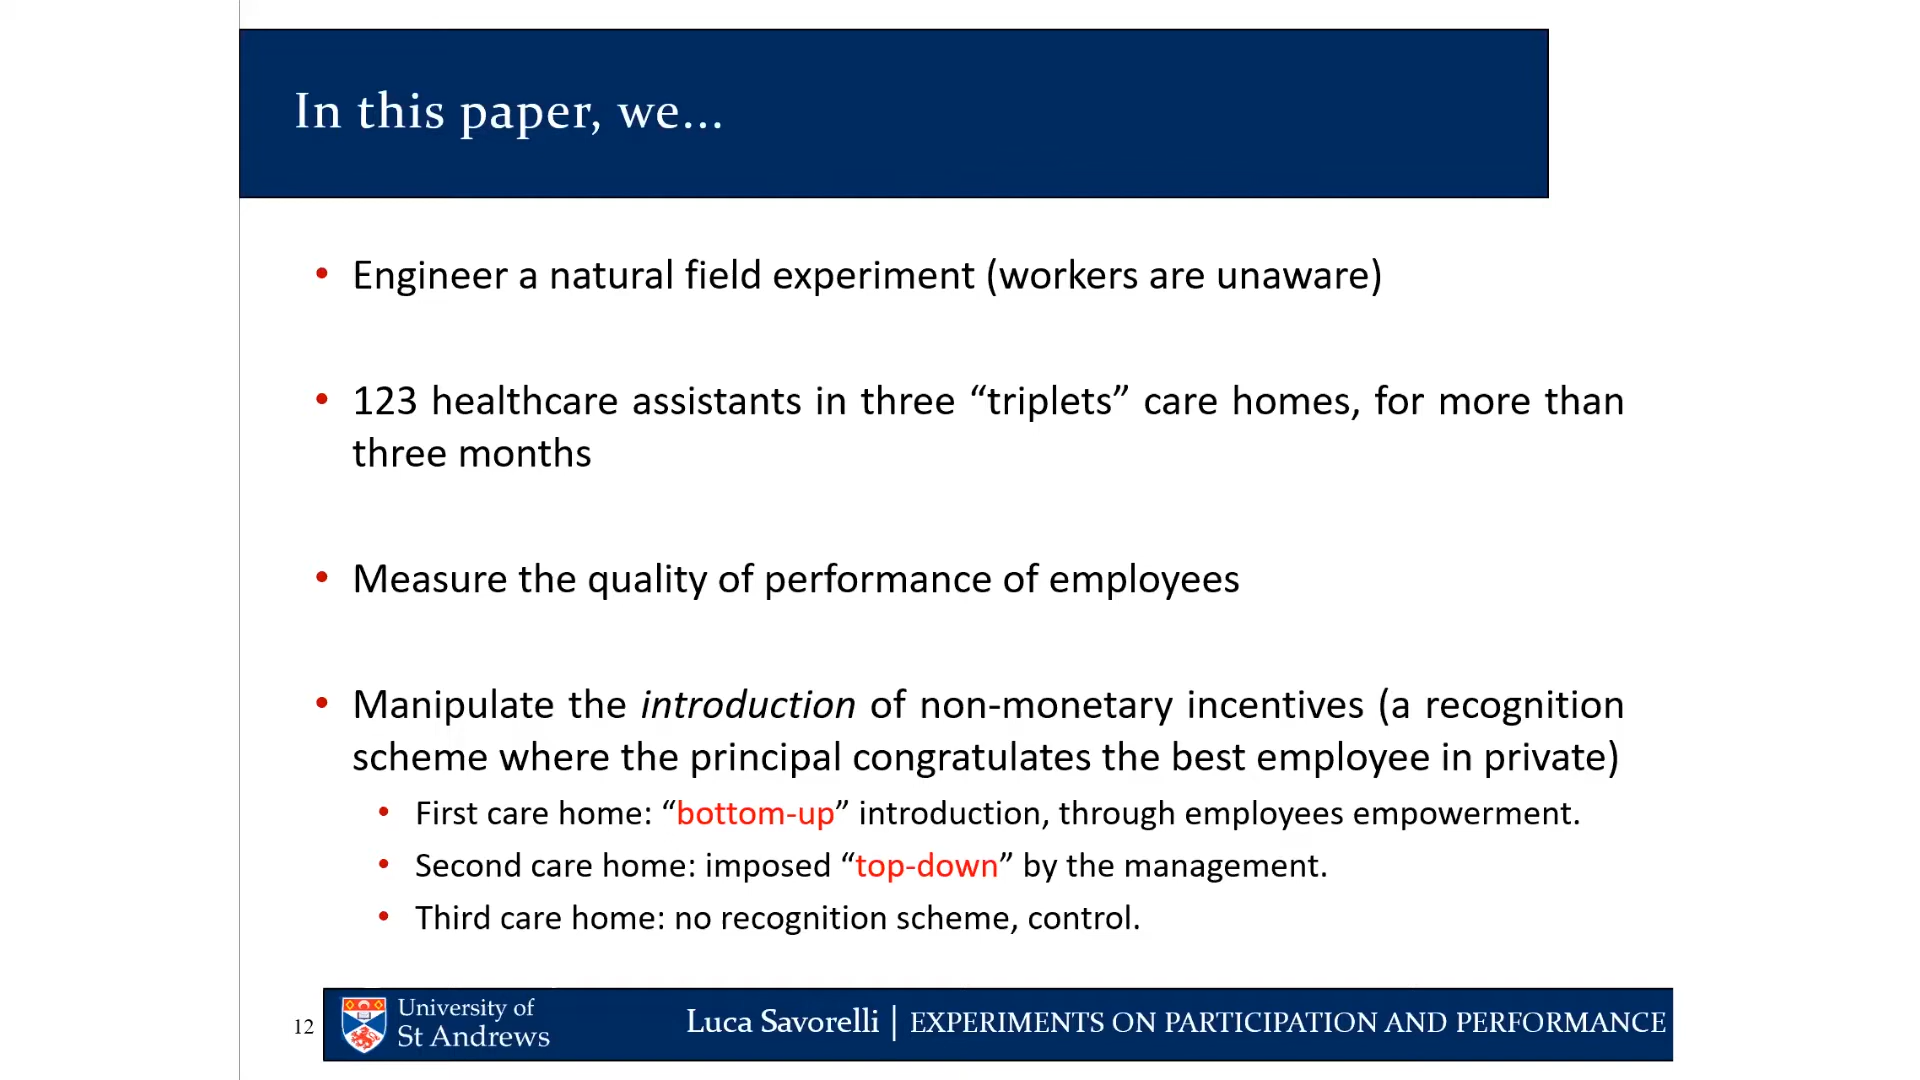 In this paper, we...
• Engineer a natural field experiment (workers are unaware)
• 123 healthcare assistants in three “triplets” care homes, for more than
three months
• Measure the quality of performance of employees
• Manipulate the introduction of non-monetary incentives (a recognition
scheme where the principal congratulates the best employee in private)
• First care home: “bottom-up” introduction, through employees empowerment.
• Second care home: imposed “top-down” by the management.
• Third care home: no recognition scheme, control.
12
University of
St Andrews
Luca Savorelli | EXPERIMENTS ON PARTICIPATION AND PERFORMANCE